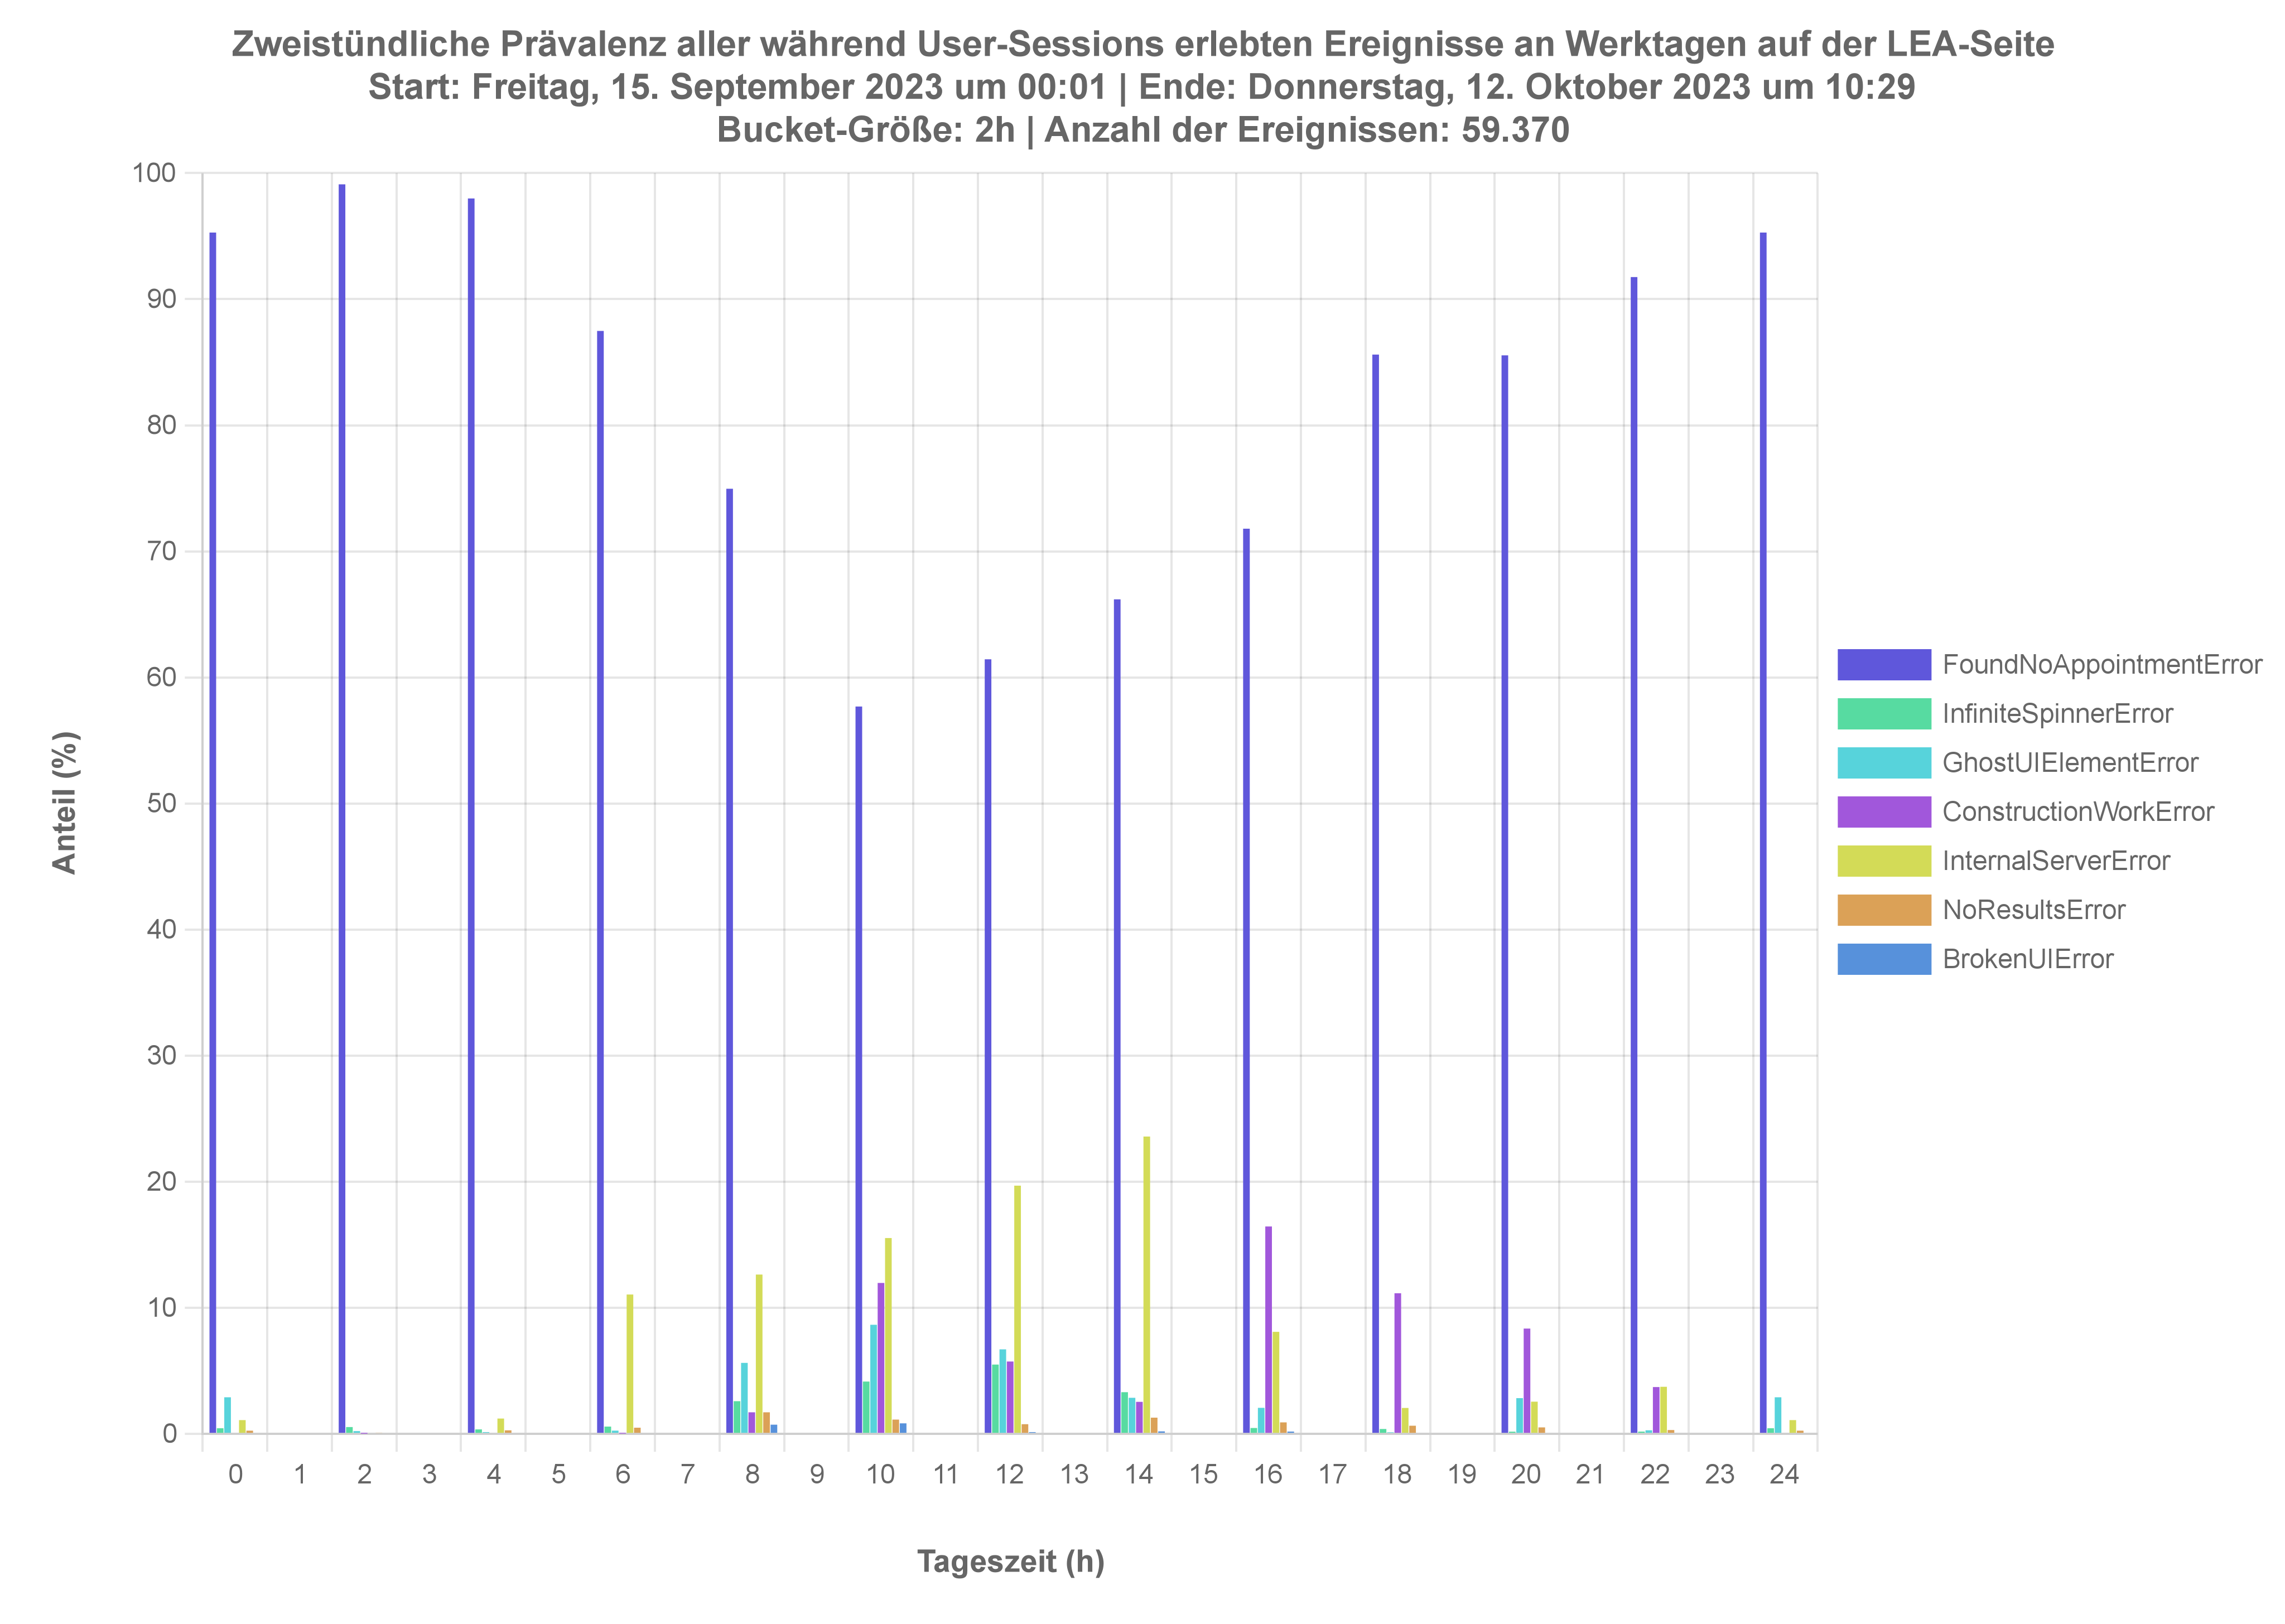 Zweistündliche Prävalenz aller während User-Sessions erlebten Ereignisse an Werktagen auf der LEA-Seite
Start: Freitag, 15. September 2023 um 00:01 | Ende: Donnerstag, 12. Oktober 2023 um 10:29
Bucket-Größe: 2h | Anzahl der Ereignissen: 59.370
100
90
80
70
60
50
40
30
20
10
0
Anteil (%)
0 1 2 3 4 5 6 7 8 9 10 11 12 13 14 15 16 17 18 19 20 21 22 23 24
Tageszeit (h)
FoundNoAppointmentError
InfiniteSpinnerError
GhostUIElementError
ConstructionWorkError
InternalServerError
NoResultsError
BrokenUIError